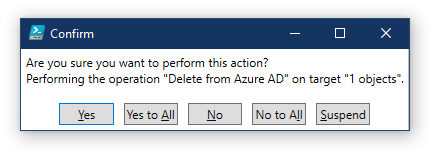 Confirm
Are you sure you want to perform this action?
Performing the operation "Delete from Azure AD" on target "1 objects".
Yes Yes to All No No to All Suspend